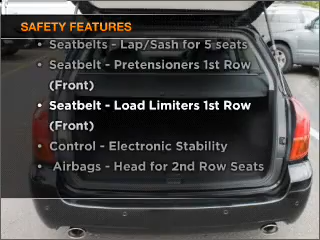 SAFETY FEATURES
• Seatbelts - Lap/Sash for 5 seats
• Seatbelt - Pretensioners 1st Row
(Front)
• Seatbelt - Load Limiters 1st Row
(Front)
• Control - Electronic Stability
• Airbags - Head for 2nd Row Seats